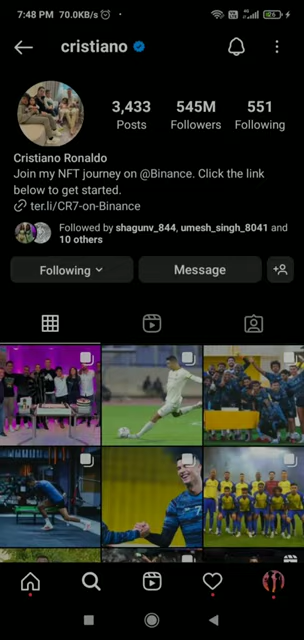 7:48 PM 70.0KB/s
cristiano
3,433 545M 551
Posts Followers Following
Cristiano Ronaldo
Join my NFT journey on @Binance. Click the link
below to get started.
ter.li/CR7-on-Binance
Followed by shagunv_844, umesh_singh_8041 and
10 others
Following Message